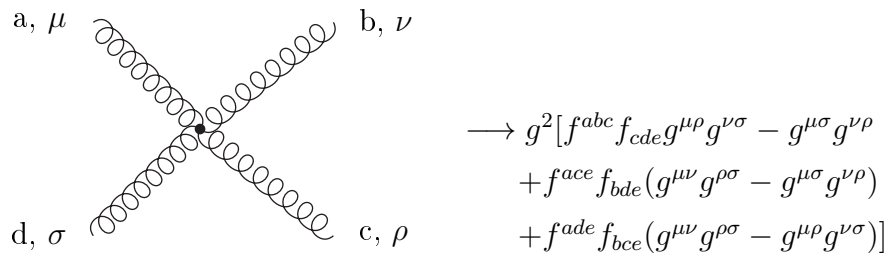 a, μ
b, ν
⟶ g²[f^{abc}f_{cde}g^{μρ}g^{νσ} − g^{μσ}g^{νρ}
+f^{ace}f_{bde}(g^{μν}g^{ρσ} − g^{μσ}g^{νρ})
+f^{ade}f_{bce}(g^{μν}g^{ρσ} − g^{μρ}g^{νσ})]
d, σ
c, ρ